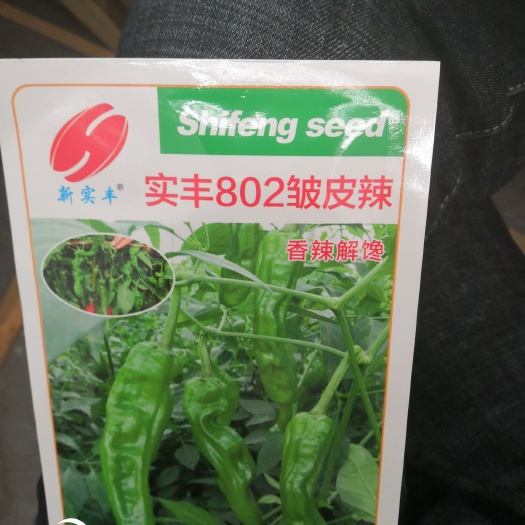 Shifeng seed
新实丰®
实丰802皱皮辣
香辣解馋